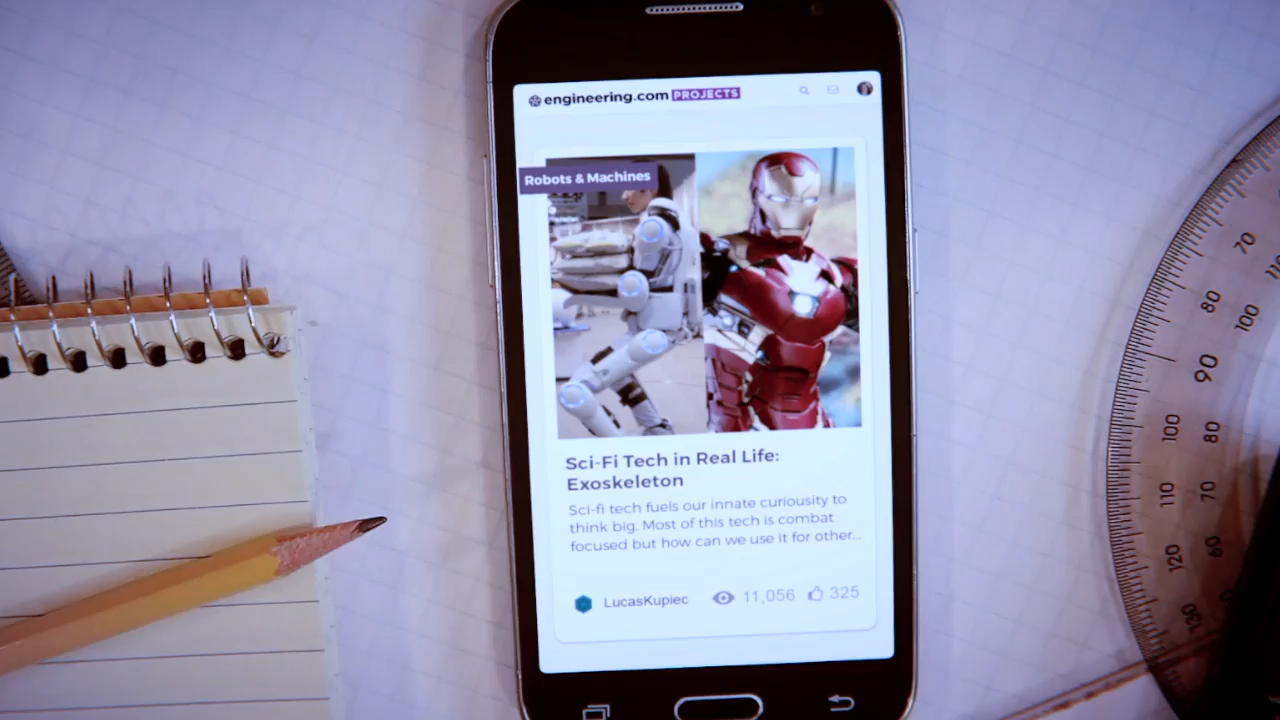 engineering.com PROJECTS
Robots & Machines
Sci-Fi Tech in Real Life:
Exoskeleton
Sci-fi tech fuels our innate curiousity to
think big. Most of this tech is combat
focused but how can we use it for other...
LucasKupiec 11,056 325
70
80
100
90
100
80
110
70
120
60
130